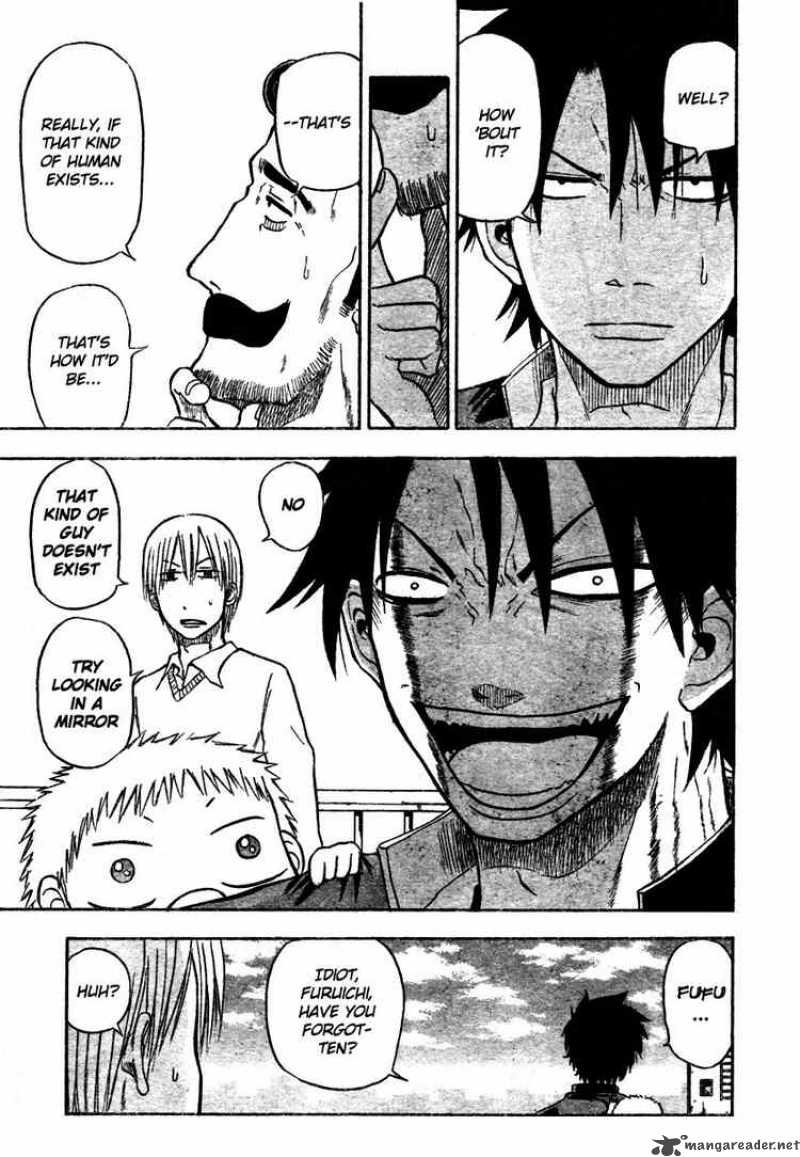 WELL?
HOW
'BOUT
IT?
--THAT'S
REALLY, IF
THAT KIND
OF HUMAN
EXISTS...
THAT'S
HOW IT'D
BE...
NO
THAT
KIND OF
GUY
DOESN'T
EXIST
TRY
LOOKING
IN A
MIRROR
FUFU
...
IDIOT,
FURUICHI,
HAVE YOU
FORGOT-
TEN?
HUH?
mangareader.net